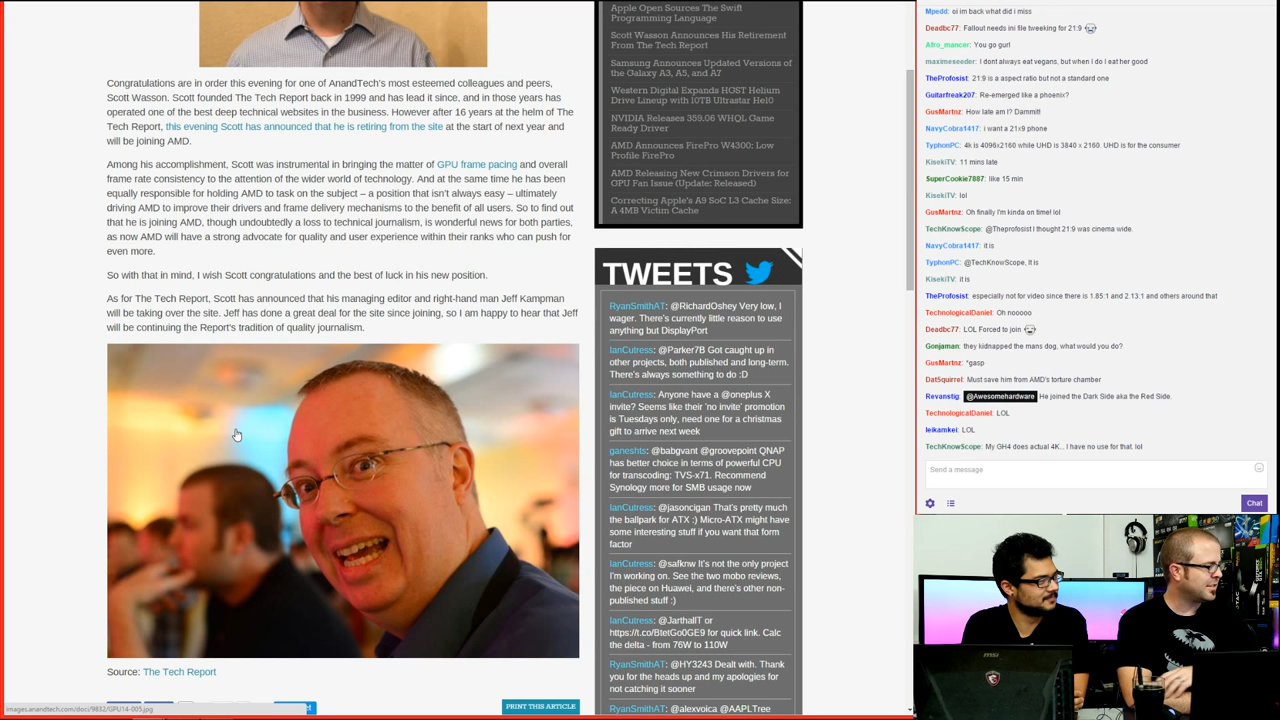 Congratulations are in order this evening for one of AnandTech's most esteemed colleagues and peers,
Scott Wasson. Scott founded The Tech Report back in 1999 and has lead it since, and in those years has
operated one of the best deep technical websites in the business. However after 16 years at the helm of The
Tech Report, this evening Scott has announced that he is retiring from the site at the start of next year and
will be joining AMD.
Among his accomplishment, Scott was instrumental in bringing the matter of GPU frame pacing and overall
frame rate consistency to the attention of the wider world of technology. And at the same time he has been
equally responsible for holding AMD to task on the subject – a position that isn't always easy – ultimately
driving AMD to improve their drivers and frame delivery mechanisms to the benefit of all users. So to find out
that he is joining AMD, though undoubtedly a loss to technical journalism, is wonderful news for both parties,
as now AMD will have a strong advocate for quality and user experience within their ranks who can push for
even more.
So with that in mind, I wish Scott congratulations and the best of luck in his new position.
As for The Tech Report, Scott has announced that his managing editor and right-hand man Jeff Kampman
will be taking over the site. Jeff has done a great deal for the site since joining, so I am happy to hear that Jeff
will be continuing the Report's tradition of quality journalism.
Source: The Tech Report
PRINT THIS ARTICLE
images.anandtech.com/doci/9832/GPU14-005.jpg
Apple Open Sources The Swift
Programming Language
Scott Wasson Announces His Retirement
From The Tech Report
Samsung Announces Updated Versions of
the Galaxy A3, A5, and A7
Western Digital Expands HGST Helium
Drive Lineup with 10TB Ultrastar He10
NVIDIA Releases 359.06 WHQL Game
Ready Driver
AMD Announces FirePro W4300: Low
Profile FirePro
AMD Releasing New Crimson Drivers for
GPU Fan Issue (Update: Released)
Correcting Apple's A9 SoC L3 Cache Size:
A 4MB Victim Cache
TWEETS
RyanSmithAT: @RichardOshey Very low, I
wager. There's currently little reason to use
anything but DisplayPort
IanCutress: @Parker7B Got caught up in
other projects, both published and long-term.
There's always something to do :D
IanCutress: Anyone have a @oneplus X
invite? Seems like their 'no invite' promotion
is Tuesdays only, need one for a christmas
gift to arrive next week
ganeshts: @babgvant @groovepoint QNAP
has better choice in terms of powerful CPU
for transcoding: TVS-x71. Recommend
Synology more for SMB usage now
IanCutress: @jasoncigan That's pretty much
the ballpark for ATX :) Micro-ATX might have
some interesting stuff if you want that form
factor
IanCutress: @safknw It's not the only project
I'm working on. See the two mobo reviews,
the piece on Huawei, and there's other non-
published stuff :)
IanCutress: @JarthallT or
https://t.co/BtetGo0GE9 for quick link. Calc
the delta - from 76W to 110W
RyanSmithAT: @HY3243 Dealt with. Thank
you for the heads up and my apologies for
not catching it sooner
RyanSmithAT: @alexvoica @AAPLTree
Mpedd: oi im back what did i miss
Deadbc77: Fallout needs ini file tweeking for 21:9
Afro_mancer: You go gurl
maximeseeder: I dont always eat vegans, but when I do I eat her good
TheProfosist: 21:9 is a aspect ratio but not a standard one
Guitarfreak207: Re-emerged like a phoenix?
GusMartnz: How late am I? Dammit!
NavyCobra1417: i want a 21x9 phone
TyphonPC: 4k is 4096x2160 while UHD is 3840 x 2160. UHD is for the consumer
KisekiTV: 11 mins late
SuperCookie7887: like 15 min
KisekiTV: lol
GusMartnz: Oh finally I'm kinda on time! lol
TechKnowScope: @Theprofosist I thought 21:9 was cinema wide.
NavyCobra1417: it is
TyphonPC: @TechKnowScope, It is
KisekiTV: it is
TheProfosist: especially not for video since there is 1.85:1 and 2.13:1 and others around that
TechnologicalDaniel: Oh nooooo
Deadbc77: LOL Forced to join
Gonjaman: they kidnapped the mans dog, what would you do?
GusMartnz: *gasp
DatSquirrel: Must save him from AMD's torture chamber
Revanstig: @Awesomehardware He joined the Dark Side aka the Red Side.
TechnologicalDaniel: LOL
leikamkei: LOL
TechKnowScope: My GH4 does actual 4K... I have no use for that. lol
Send a message
Chat
msi